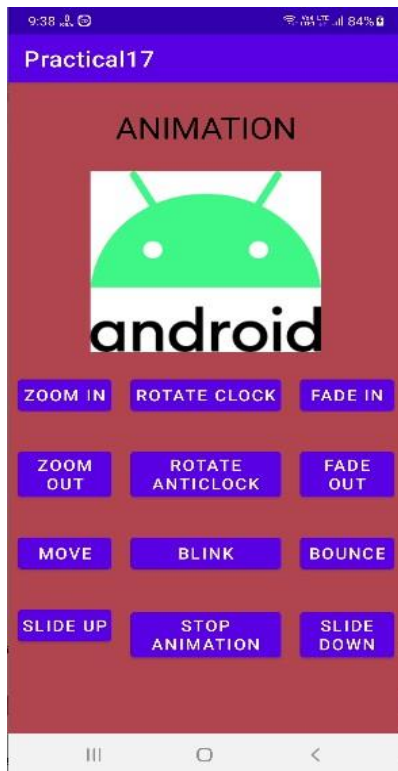 9:38 84%
Practical17
ANIMATION
android
ZOOM IN ROTATE CLOCK FADE IN
ZOOM OUT ROTATE ANTICLOCK FADE OUT
MOVE BLINK BOUNCE
SLIDE UP STOP ANIMATION SLIDE DOWN